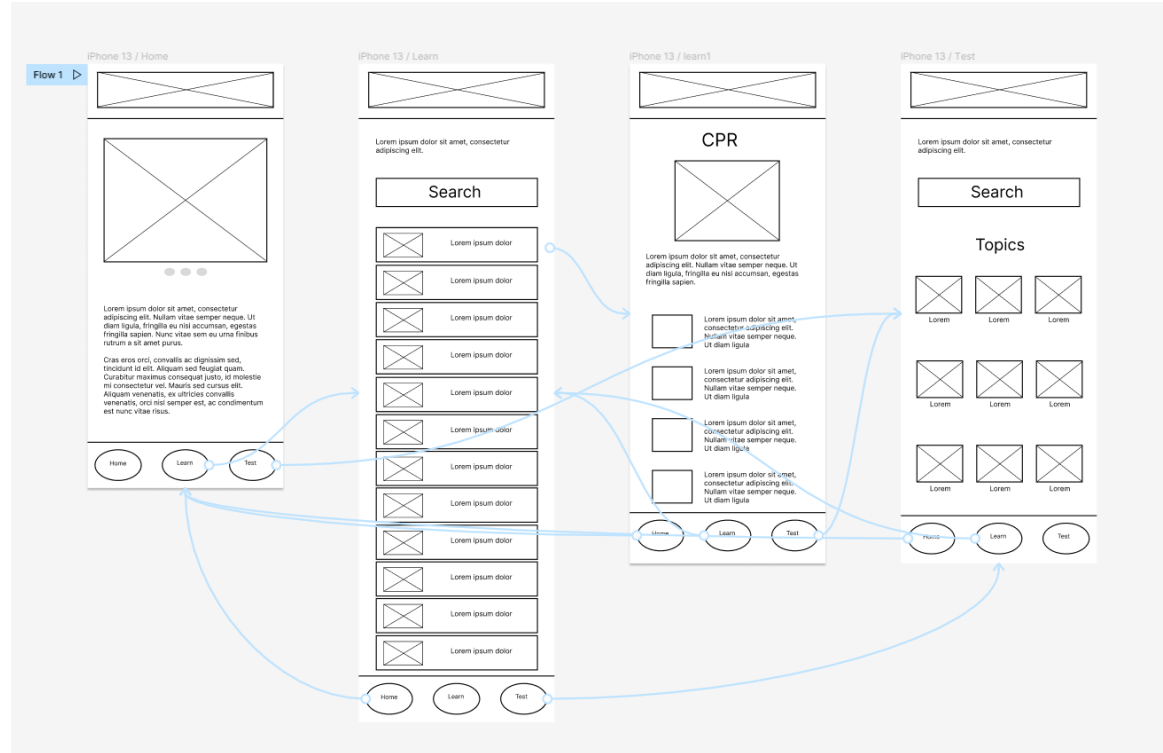 iPhone 13 / Home
Flow 1
Lorem ipsum dolor sit amet, consectetur
adipiscing elit. Nullam vitae semper neque. Ut
diam ligula, fringilla eu nisi accumsan, egestas
fringilla sapien. Nunc vitae sem eu urna finibus
rutrum a sit amet purus.
Cras eros orci, convallis ac dignissim sed,
tincidunt id elit. Aliquam sed feugiat quam.
Curabitur maximus consequat justo, id molestie
mi consectetur vel. Mauris sed cursus elit.
Aliquam venenatis, ex ultricies convallis
venenatis, orci nisi semper est, ac condimentum
est nunc vitae risus.
Home
Learn
Test
iPhone 13 / Learn
Lorem ipsum dolor sit amet, consectetur
adipiscing elit.
Search
Lorem ipsum dolor
Lorem ipsum dolor
Lorem ipsum dolor
Lorem ipsum dolor
Lorem ipsum dolor
Lorem ipsum dolor
Lorem ipsum dolor
Lorem ipsum dolor
Lorem ipsum dolor
Lorem ipsum dolor
Lorem ipsum dolor
Lorem ipsum dolor
Home
Learn
Test
iPhone 13 / learn1
CPR
Lorem ipsum dolor sit amet, consectetur
adipiscing elit. Nullam vitae semper neque. Ut
diam ligula, fringilla eu nisi accumsan, egestas
fringilla sapien.
Lorem ipsum dolor sit amet,
consectetur adipiscing elit.
Nullam vitae semper neque.
Ut diam ligula
Lorem ipsum dolor sit amet,
consectetur adipiscing elit.
Nullam vitae semper neque.
Ut diam ligula
Lorem ipsum dolor sit amet,
consectetur adipiscing elit.
Nullam vitae semper neque.
Ut diam ligula
Lorem ipsum dolor sit amet,
consectetur adipiscing elit.
Nullam vitae semper neque.
Ut diam ligula
Home
Learn
Test
iPhone 13 / Test
Lorem ipsum dolor sit amet, consectetur
adipiscing elit.
Search
Topics
Lorem
Lorem
Lorem
Lorem
Lorem
Lorem
Lorem
Lorem
Lorem
Home
Learn
Test